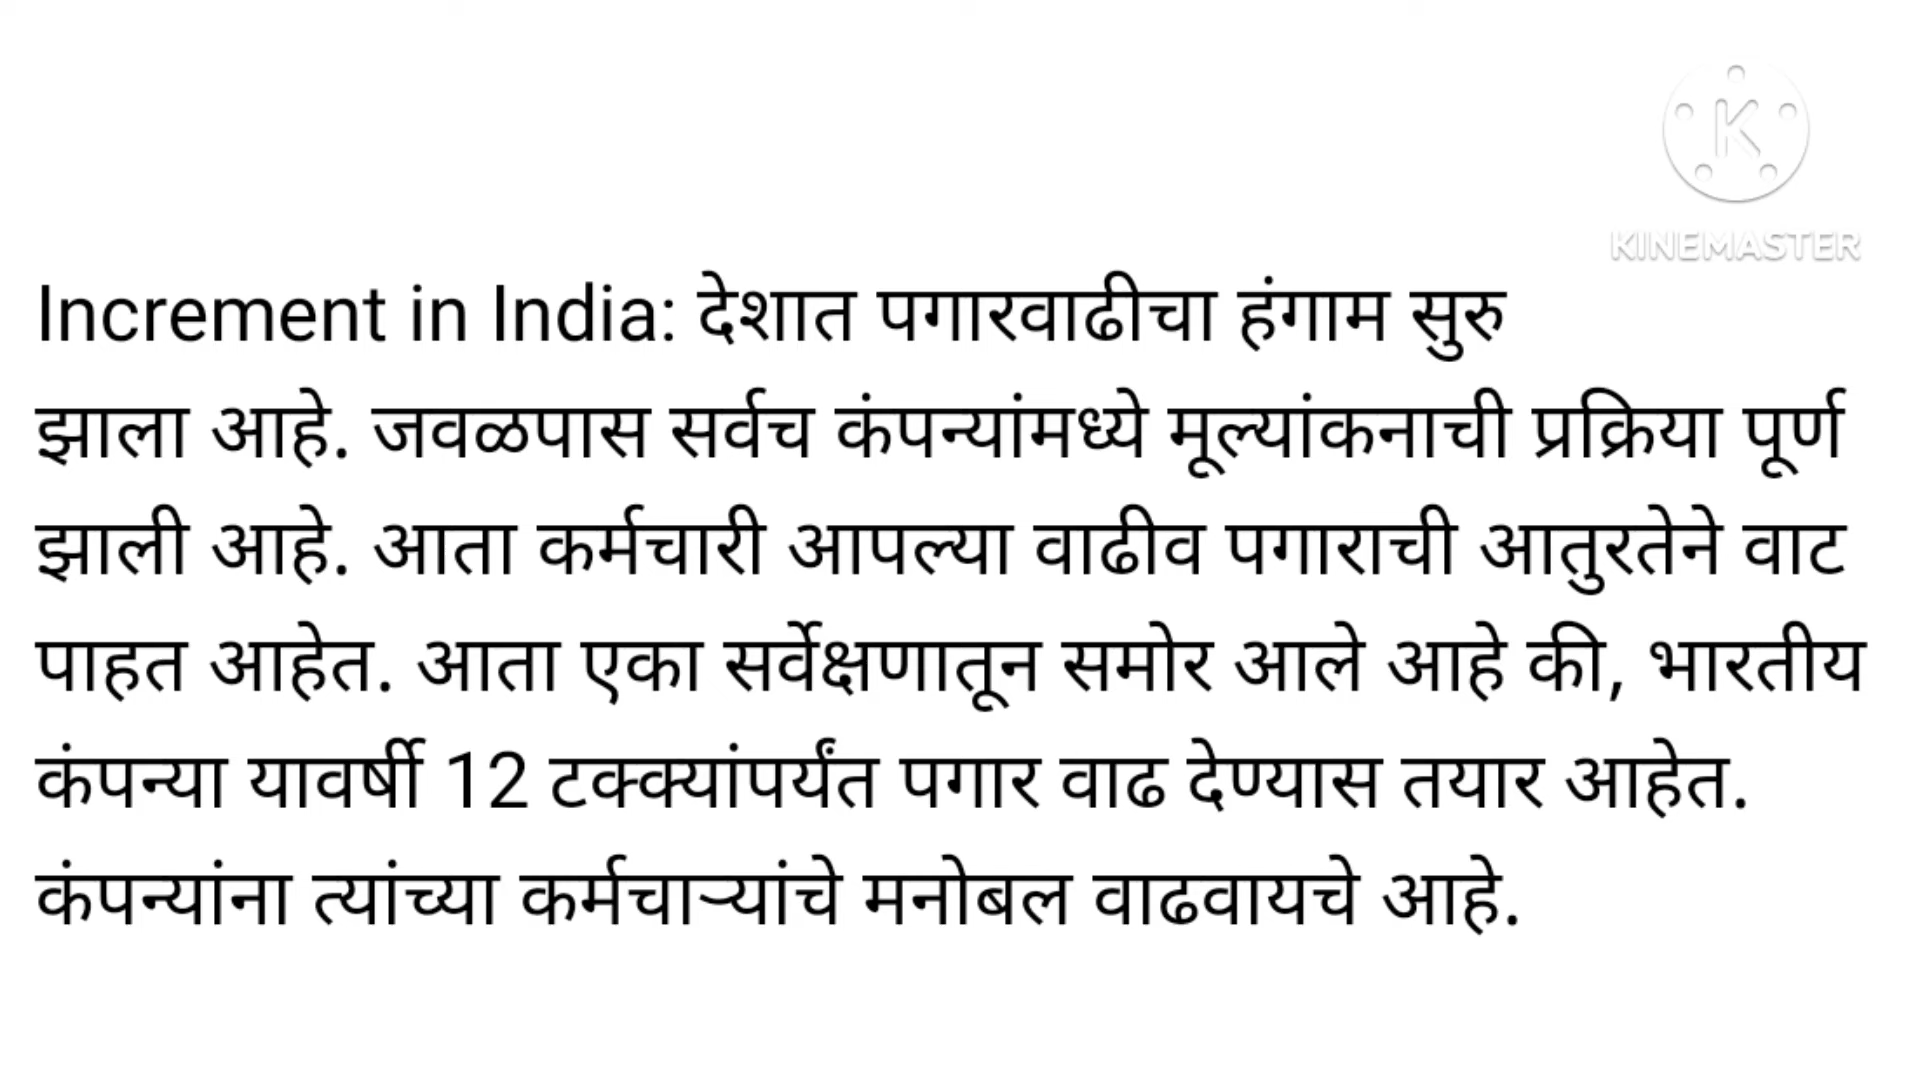 K
KINEMASTER
Increment in India: देशात पगारवाढीचा हंगाम सुरु
झाला आहे. जवळपास सर्वच कंपन्यांमध्ये मूल्यांकनाची प्रक्रिया पूर्ण
झाली आहे. आता कर्मचारी आपल्या वाढीव पगाराची आतुरतेने वाट
पाहत आहेत. आता एका सर्वेक्षणातून समोर आले आहे की, भारतीय
कंपन्या यावर्षी 12 टक्क्यांपर्यंत पगार वाढ देण्यास तयार आहेत.
कंपन्यांना त्यांच्या कर्मचाऱ्यांचे मनोबल वाढवायचे आहे.